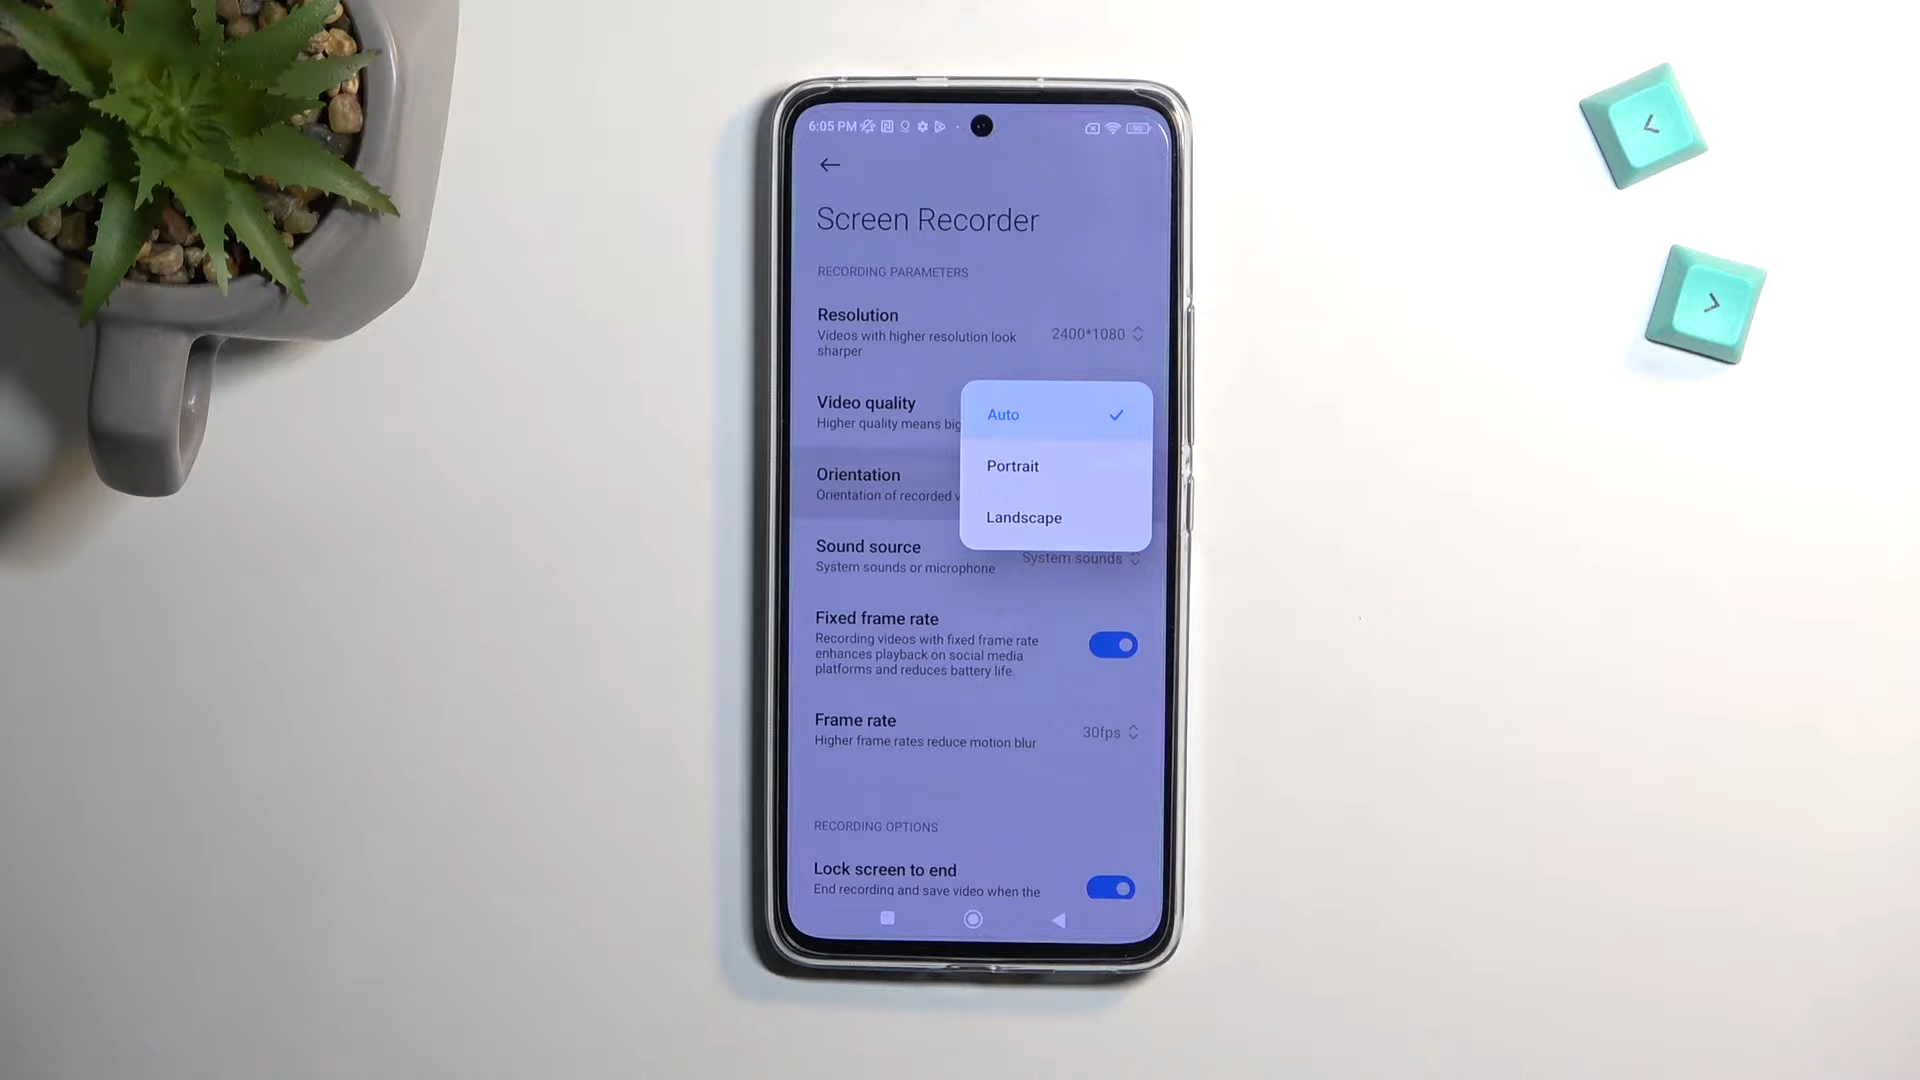 6:05 PM
Screen Recorder
RECORDING PARAMETERS
Resolution
Videos with higher resolution look
sharper
2400*1080
Video quality
Higher quality means big
Auto
Portrait
Landscape
Orientation
Orientation of recorded v
Sound source
System sounds or microphone
System sounds
Fixed frame rate
Recording videos with fixed frame rate
enhances playback on social media
platforms and reduces battery life.
Frame rate
Higher frame rates reduce motion blur
30fps
RECORDING OPTIONS
Lock screen to end
End recording and save video when the
<
>